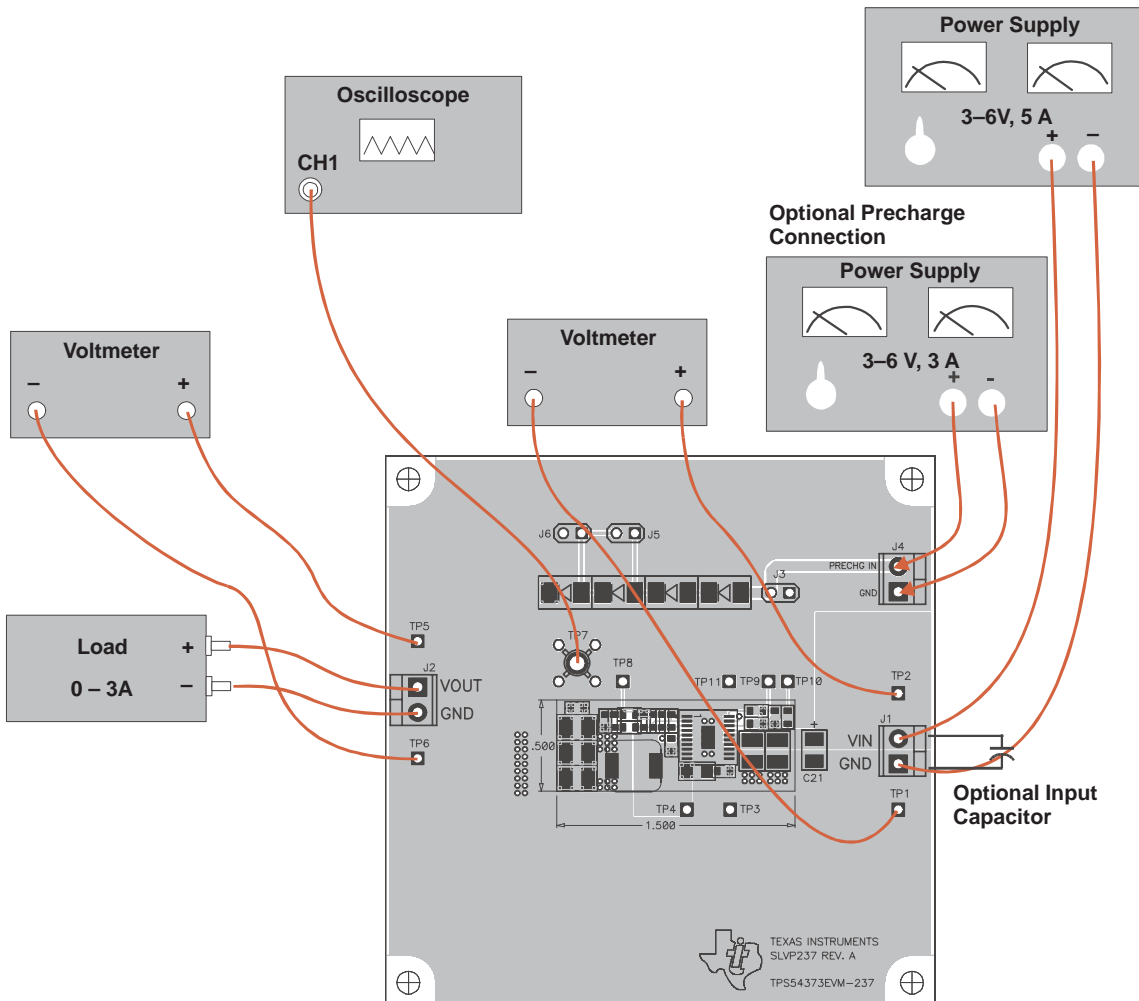 Power Supply
3–6V, 5 A
+ –
Oscilloscope
CH1
Optional Precharge
Connection
Power Supply
3–6 V, 3 A
+ -
Voltmeter
– +
Voltmeter
– +
J6
J5
J4
PRECHG IN
J3
GND
TP5
TP7
Load
+
0 – 3A
–
J2
VOUT
GND
TP8
TP11
TP9
TP10
TP2
J1
VIN
GND
.500
1
+
C21
TP6
TP4
TP3
TP1
1.500
Optional Input
Capacitor
TEXAS INSTRUMENTS
SLVP237 REV. A
TPS54373EVM–237